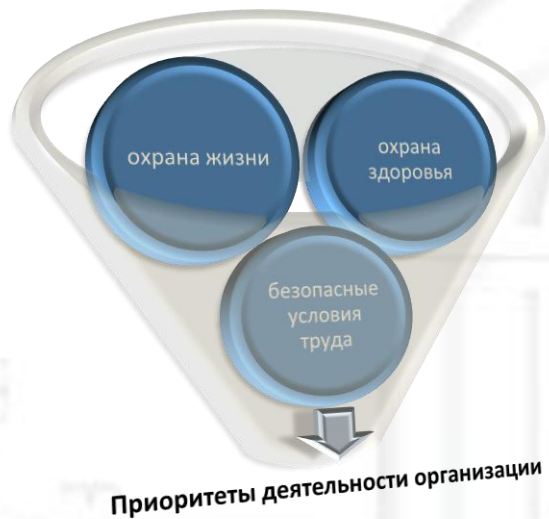 охрана жизни
охрана
здоровья
безопасные
условия
труда
Приоритеты деятельности организации